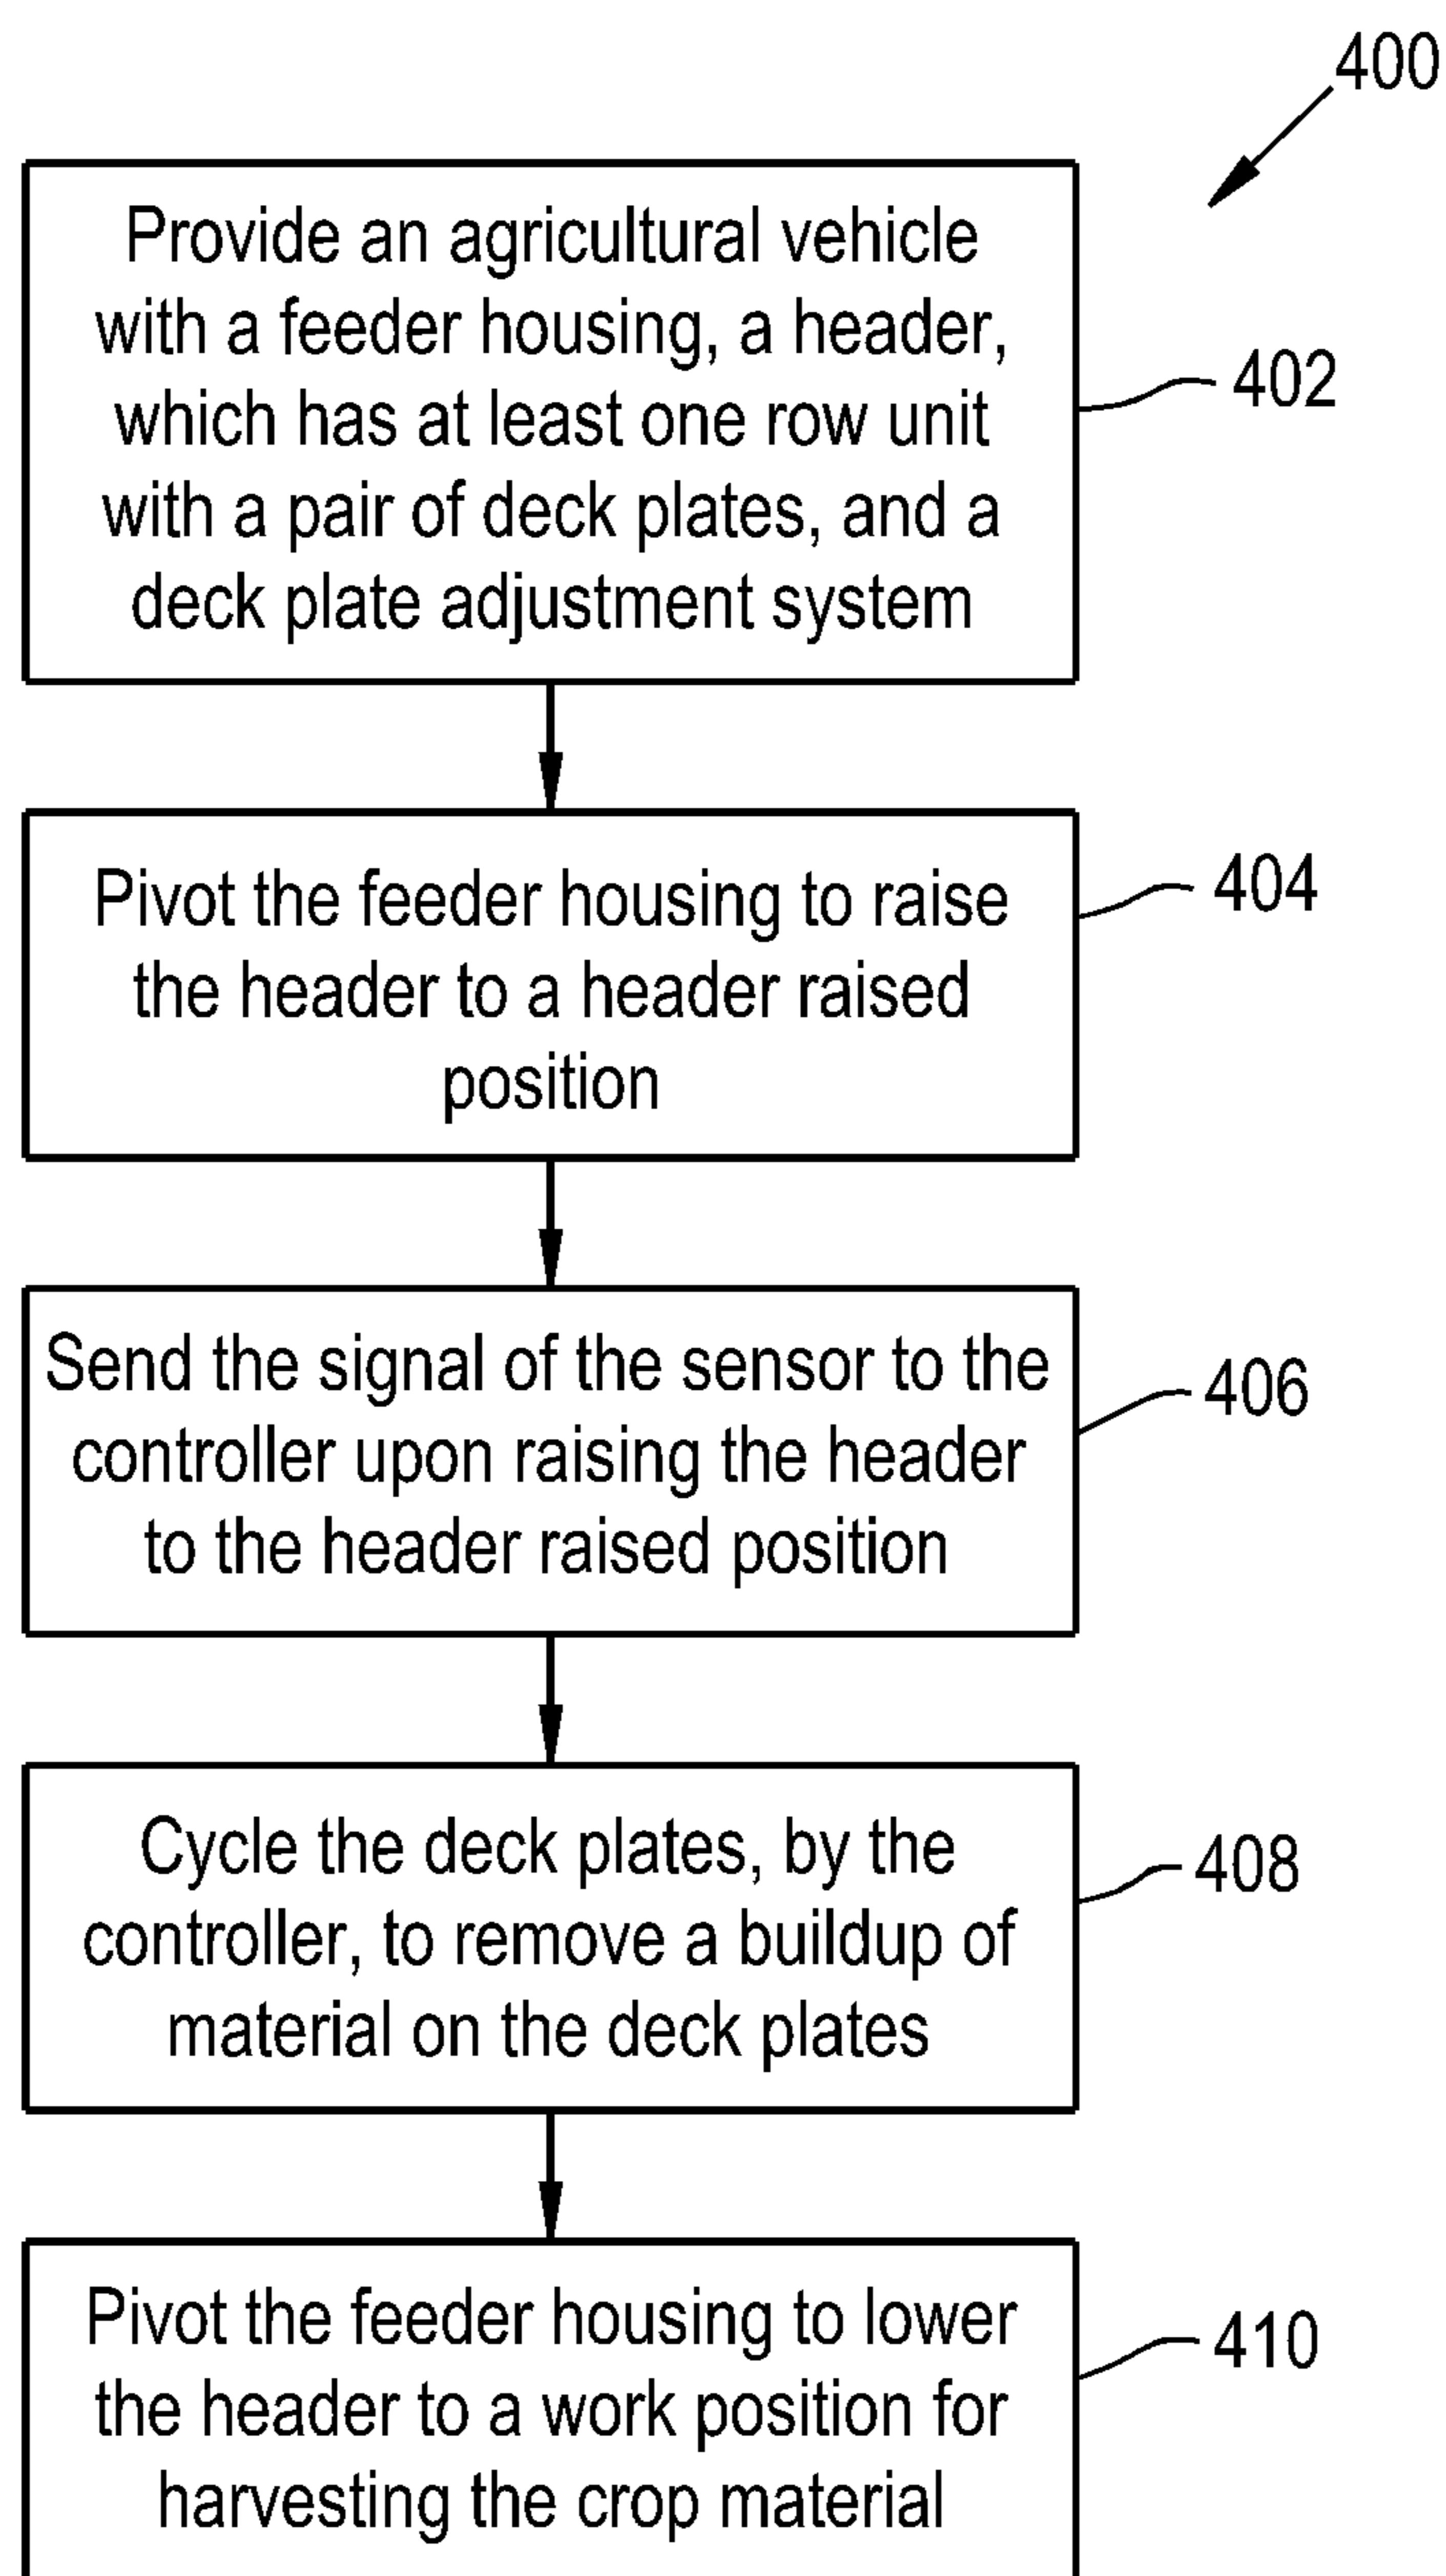 400
Provide an agricultural vehicle
with a feeder housing, a header,
which has at least one row unit
with a pair of deck plates, and a
deck plate adjustment system
402
Pivot the feeder housing to raise
the header to a header raised
position
404
Send the signal of the sensor to the
controller upon raising the header
to the header raised position
406
Cycle the deck plates, by the
controller, to remove a buildup of
material on the deck plates
408
Pivot the feeder housing to lower
the header to a work position for
harvesting the crop material
410